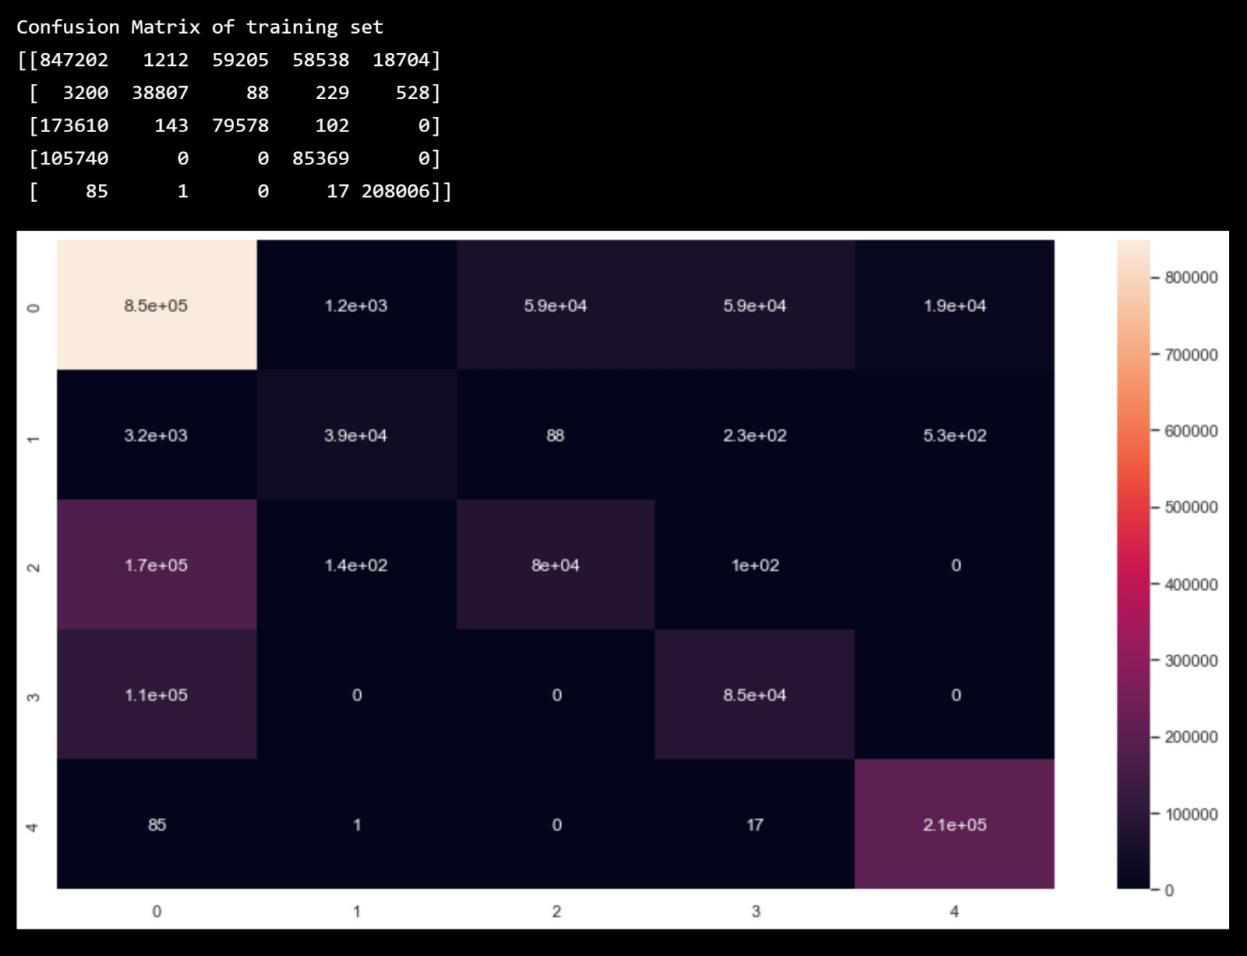 Confusion Matrix of training set
[[847202 1212 59205 58538 18704]
[ 3200 38807 88 229 528]
[173610 143 79578 102 0]
[105740 0 0 85369 0]
[ 85 1 0 17 208006]]
0 8.5e+05 1.2e+03 5.9e+04 5.9e+04 1.9e+04
1 3.2e+03 3.9e+04 88 2.3e+02 5.3e+02
2 1.7e+05 1.4e+02 8e+04 1e+02 0
3 1.1e+05 0 0 8.5e+04 0
4 85 1 0 17 2.1e+05
0 1 2 3 4
800000
700000
600000
500000
400000
300000
200000
100000
0